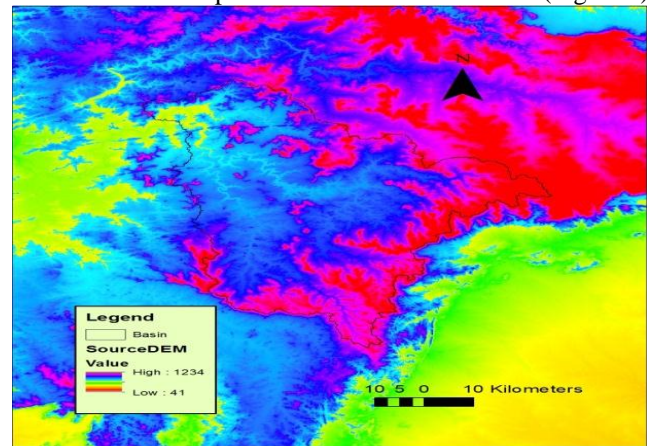 N
Legend
Basin
SourceDEM
Value
High : 1234
Low : 41
10 5 0 10 Kilometers